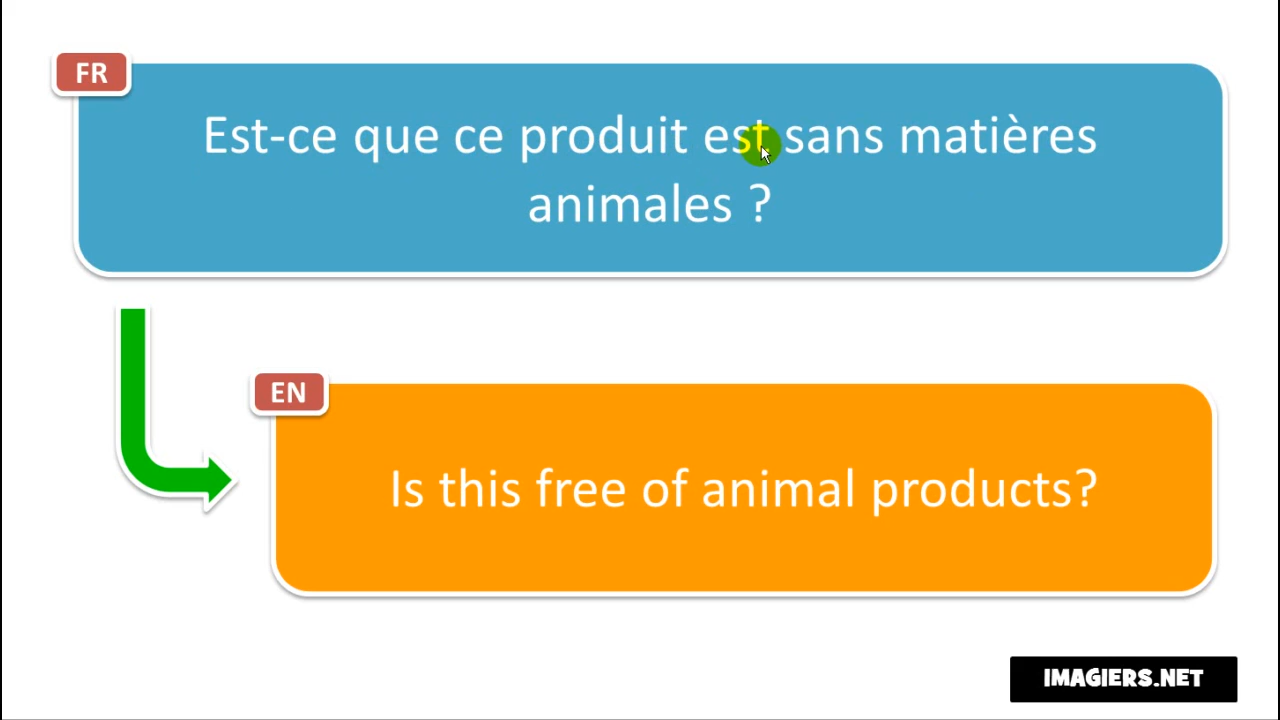 FR
Est-ce que ce produit est sans matières
animales ?
EN
Is this free of animal products?
IMAGIERS.NET